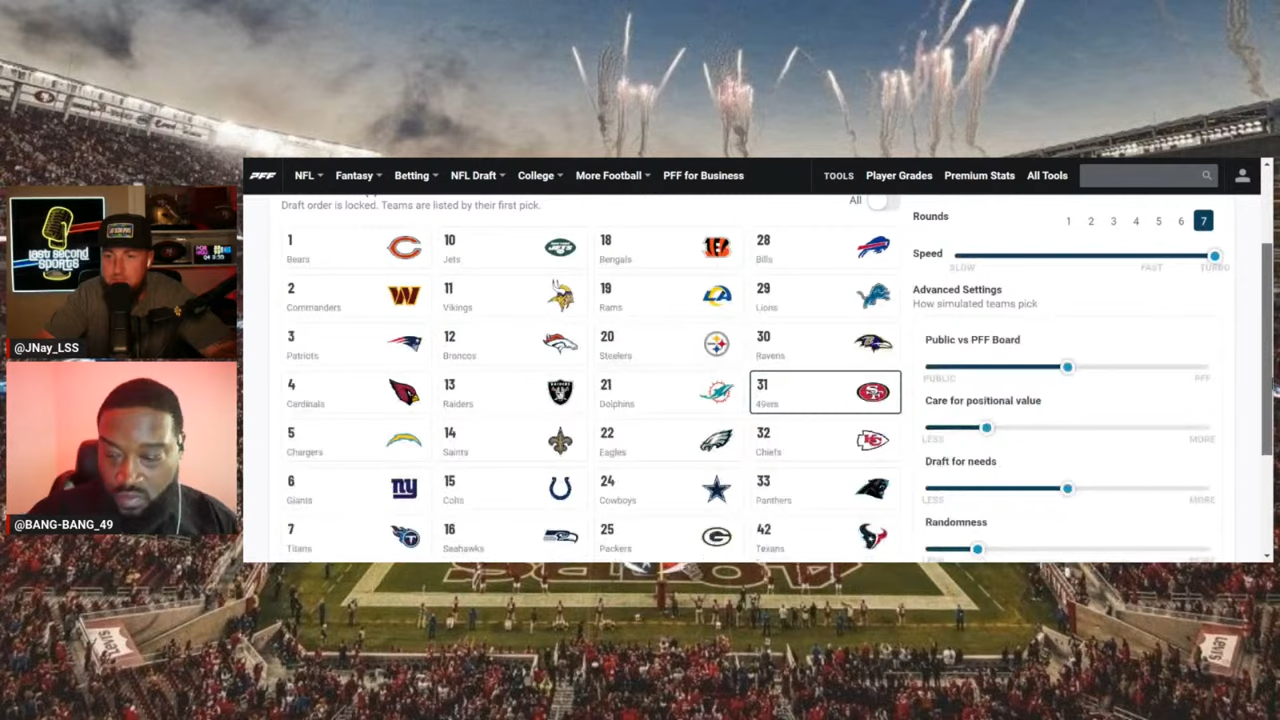 PFF NFL Fantasy Betting NFL Draft College More Football PFF for Business TOOLS Player Grades Premium Stats All Tools
Draft order is locked. Teams are listed by their first pick.
All
1
Bears
2
Commanders
3
Patriots
4
Cardinals
5
Chargers
6
Giants
ny
7
Titans
10
Jets
11
Vikings
12
Broncos
13
Raiders
14
Saints
15
Colts
16
Seahawks
18
Bengals
19
Rams
20
Steelers
21
Dolphins
22
Eagles
24
Cowboys
25
Packers
28
Bills
29
Lions
30
Ravens
31
49ers
32
Chiefs
33
Panthers
42
Texans
Rounds 1 2 3 4 5 6 7
Speed
SLOW FAST TURBO
Advanced Settings
How simulated teams pick
Public vs PFF Board
PUBLIC PFF
Care for positional value
LESS MORE
Draft for needs
LESS MORE
Randomness
last second
sports
@JNay_LSS
@BANG-BANG_49
LEVI'S
LEVI'S